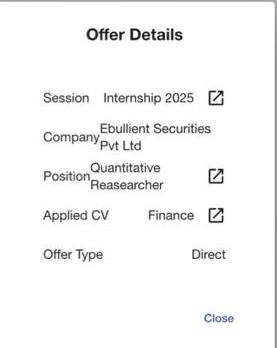 Offer Details
Session Internship 2025
Company Ebullient Securities
Pvt Ltd
Position Quantitative
Reasearcher
Applied CV Finance
Offer Type Direct
Close